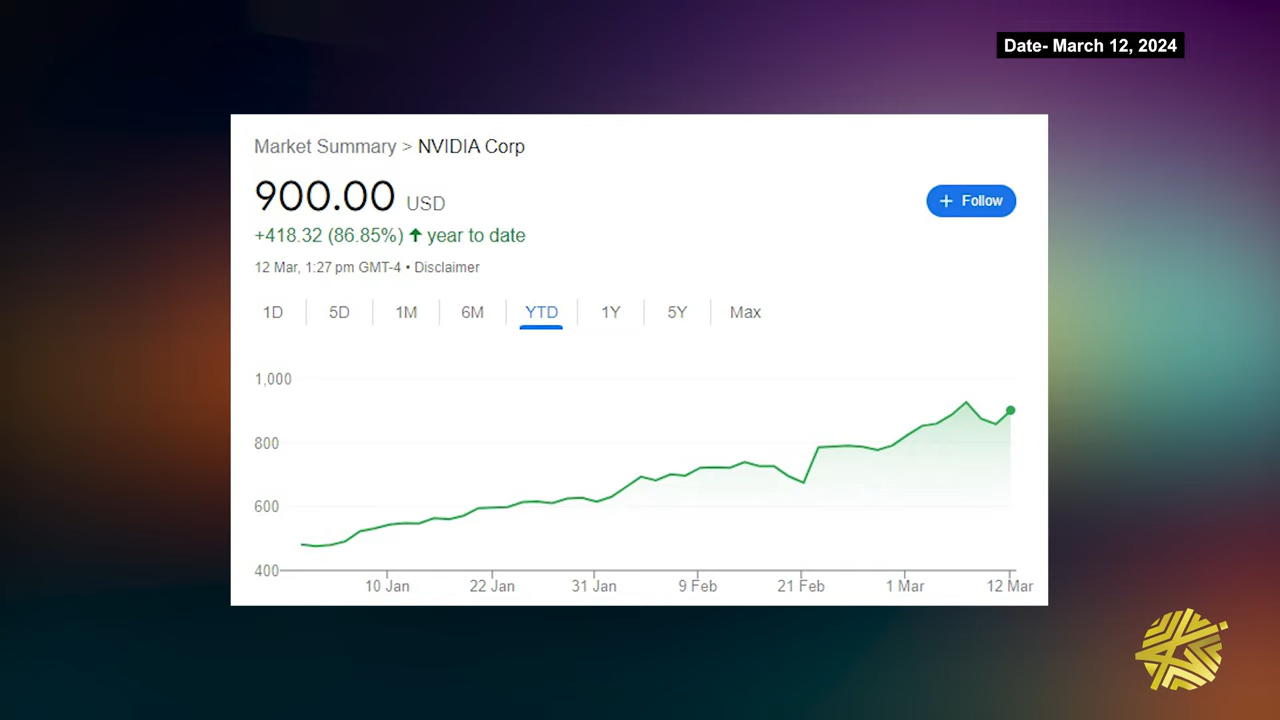 Date- March 12, 2024
Market Summary > NVIDIA Corp
900.00 USD
+ Follow
+418.32 (86.85%) ↑ year to date
12 Mar, 1:27 pm GMT-4 • Disclaimer
1D 5D 1M 6M YTD 1Y 5Y Max
1,000
800
600
400
10 Jan 22 Jan 31 Jan 9 Feb 21 Feb 1 Mar 12 Mar